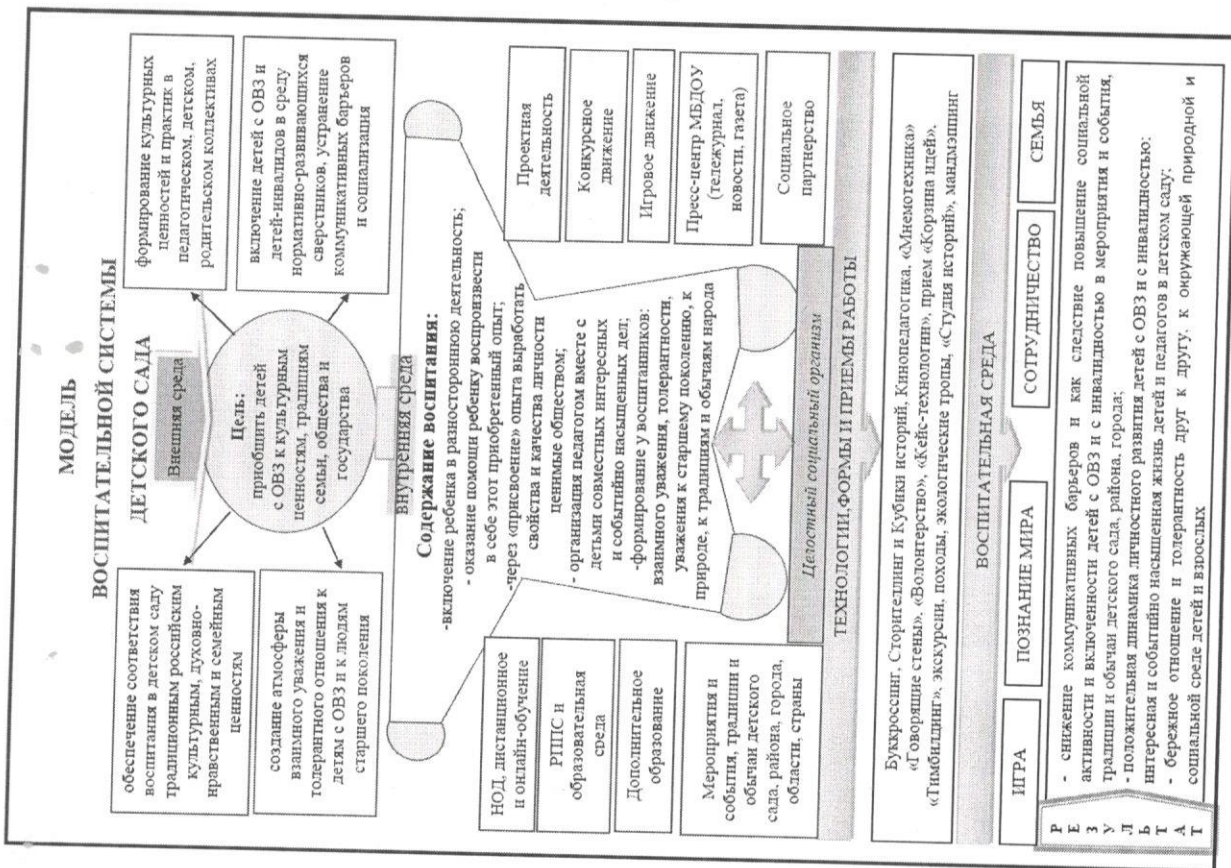 МОДЕЛЬ
ВОСПИТАТЕЛЬНОЙ СИСТЕМЫ
ДЕТСКОГО САДА
обеспечение соответствия
воспитания в детском саду
традиционным российским
культурным, духовно-
нравственным и семейным
ценностям
создание атмосферы
взаимного уважения и
толерантного отношения к
детям с ОВЗ и к людям
старшего поколения
Внешняя среда
Цель:
приобщить детей
с ОВЗ к культурным
ценностям, традициям
семьи, общества и
государства
внутренняя среда
формирование культурных
ценностей и практик в
педагогическом, детском,
родительском коллективах
включение детей с ОВЗ и
детей-инвалидов в среду
нормативно-развивающихся
сверстников, устранение
коммуникативных барьеров
и социализация
Содержание воспитания:
-включение ребенка в разностороннюю деятельность;
- оказание помощи ребенку воспроизвести
в себе этот приобретенный опыт;
-через «присвоение» опыта выработать
свойства и качества личности
ценимые обществом;
- организация педагогом вместе с
детьми совместных интересных
и событийно насыщенных дел;
-формирование у воспитанников:
взаимного уважения, толерантности,
уважения к старшему поколению, к
природе, к традициям и обычаям народа
НОД, дистанционное
и онлайн-обучение
РППС и
образовательная
среда
Дополнительное
образование
Мероприятия и
события, традиции и
обычаи детского
сада, района, города,
области, страны
Проектная
деятельность
Конкурсное
движение
Игровое движение
Пресс-центр МБДОУ
(тележурнал,
новости, газета)
Социальное
партнерство
Целостный социальный организм
ТЕХНОЛОГИИ,ФОРМЫ И ПРИЕМЫ РАБОТЫ
Буккроссинг, Сторителлинг и Кубики историй, Кинопедагогика, «Мнемотехника»
«Говорящие стены», «Волонтерство», «Кейс-технологии», прием «Корзина идей»,
«Тимбилдинг», экскурсии, походы, экологические тропы, «Студия историй», мандмэппинг
ВОСПИТАТЕЛЬНАЯ СРЕДА
ИГРА
ПОЗНАНИЕ МИРА
СОТРУДНИЧЕСТВО
СЕМЬЯ
РЕЗУЛЬТАТ
- снижение коммуникативных барьеров и как следствие повышение социальной
активности и включенности детей с ОВЗ и с инвалидностью в мероприятия и события,
традиции и обычаи детского сада, района, города;
- положительная динамика личностного развития детей с ОВЗ и с инвалидностью;
интересная и событийно насыщенная жизнь детей и педагогов в детском саду;
- бережное отношение и толерантность друг к другу, к окружающей природной и
социальной среде детей и взрослых